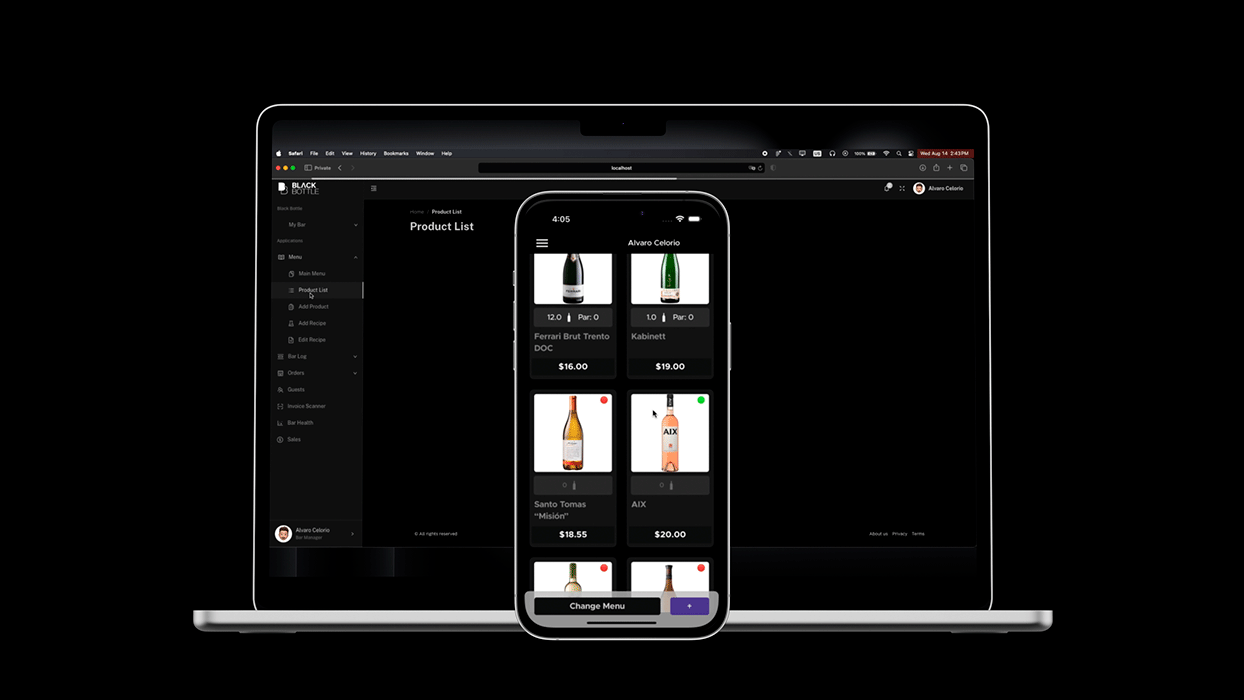 Safari File Edit View History Bookmarks Window Help
100% Wed Aug 14 2:43PM
Private
localhost
BLACK
BOTTLE
Alvaro Celorio
Black Bottle
My Bar
Applications
Menu
Main Menu
Product List
Add Product
Add Recipe
Edit Recipe
Bar Log
Orders
Guests
Invoice Scanner
Bar Health
Sales
Alvaro Celorio
Bar Manager
Home / Product List
Product List
© All rights reserved
About us Privacy Terms
4:05
Alvaro Celorio
12.0 Par: 0
Ferrari Brut Trento
DOC
$16.00
1.0 Par: 0
Kabinett
$19.00
0
Santo Tomas
“Misión”
$18.55
AIX
0
AIX
$20.00
Change Menu
+